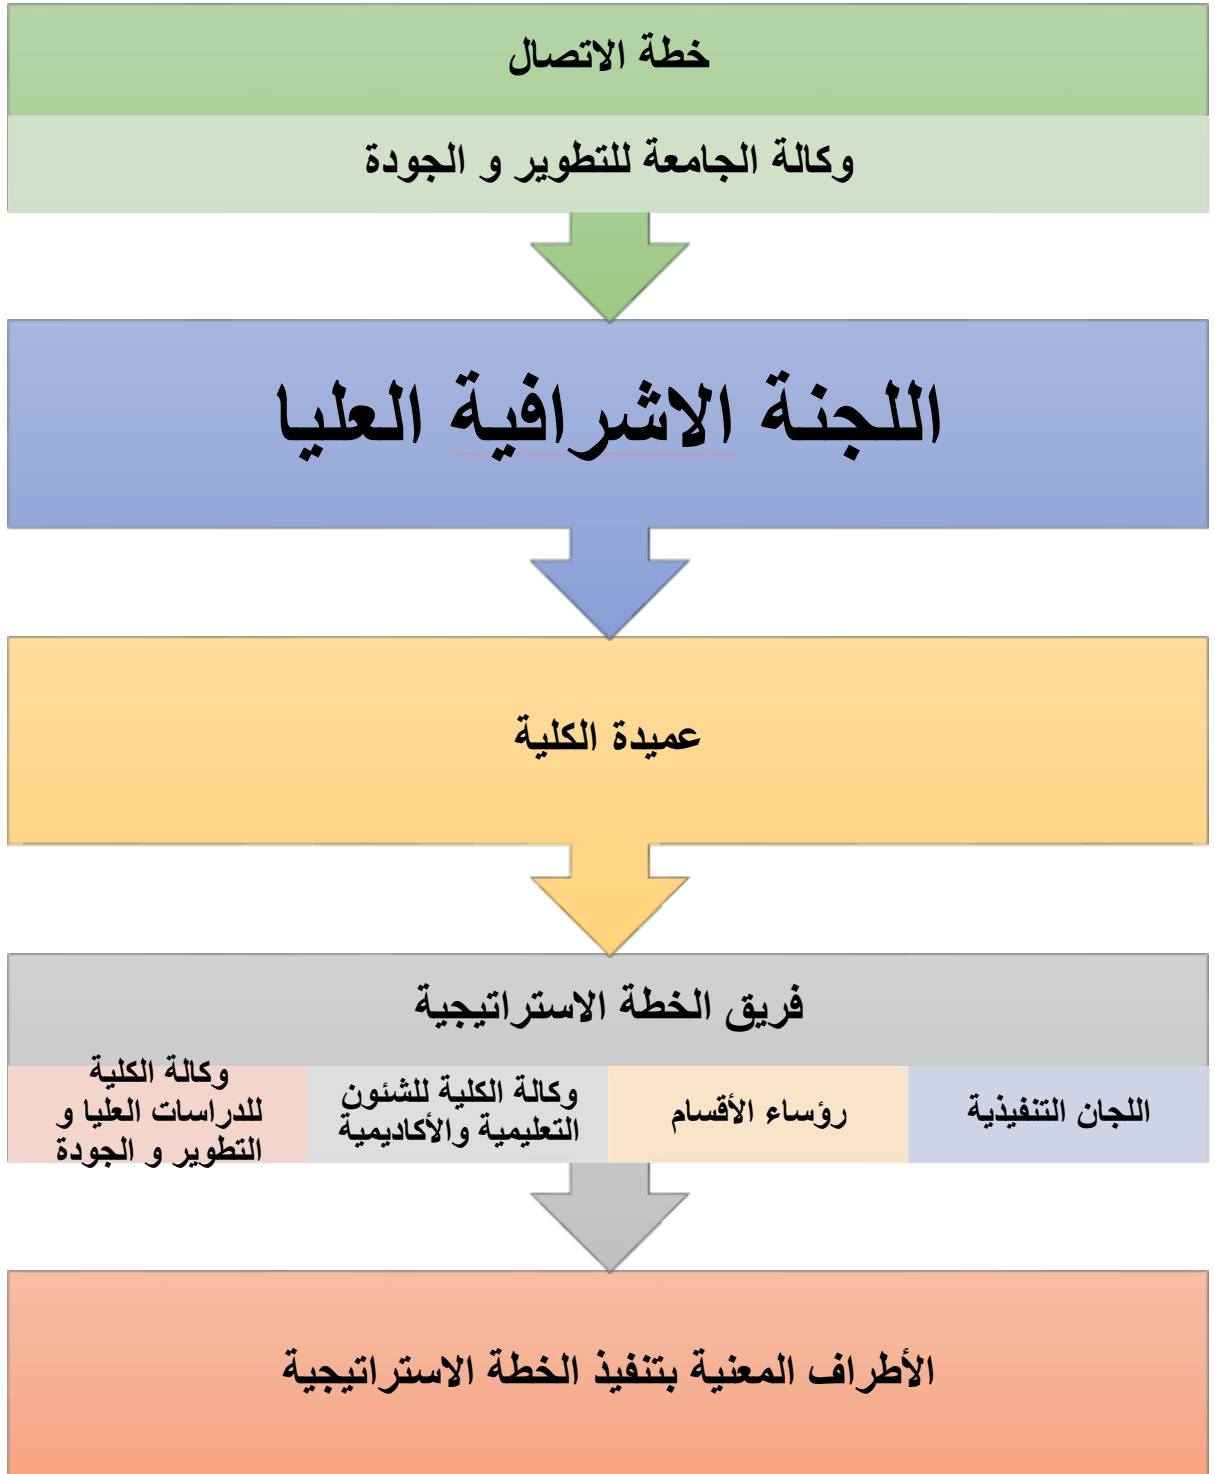 خطة الاتصال
وكالة الجامعة للتطوير و الجودة
اللجنة الاشرافية العليا
عميدة الكلية
فريق الخطة الاستراتيجية
اللجان التنفيذية
رؤساء الأقسام
وكالة الكلية للشئون
التعليمية والأكاديمية
وكالة الكلية
للدراسات العليا و
التطوير و الجودة
الأطراف المعنية بتنفيذ الخطة الاستراتيجية